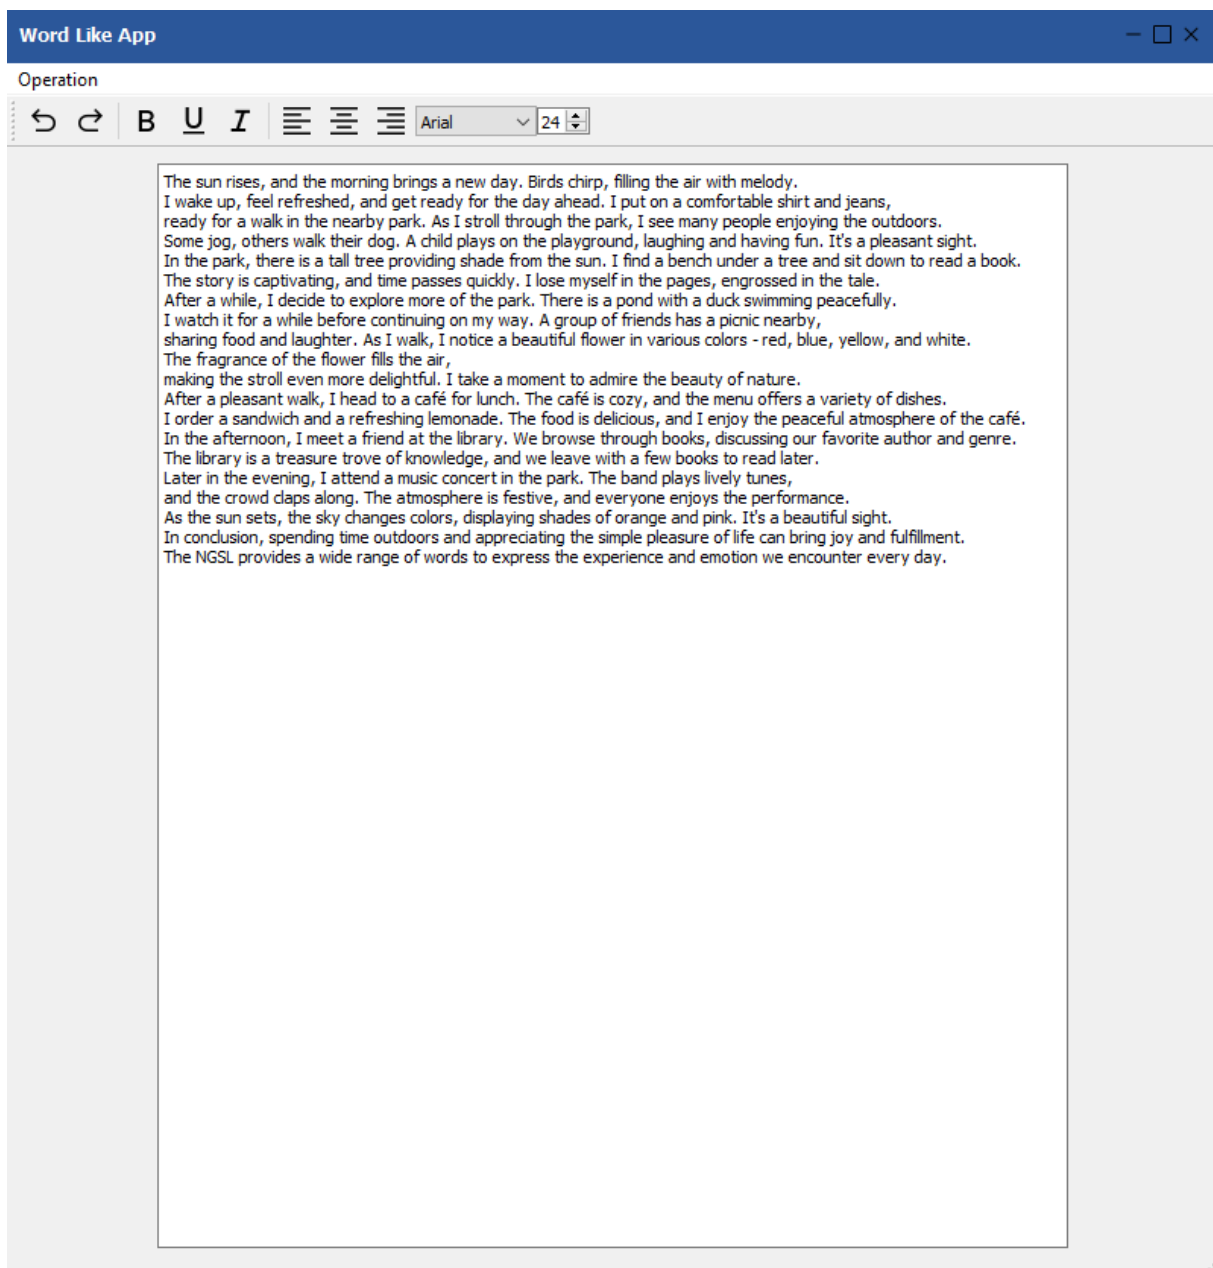 Word Like App
Operation
B U I Arial 24
The sun rises, and the morning brings a new day. Birds chirp, filling the air with melody.
I wake up, feel refreshed, and get ready for the day ahead. I put on a comfortable shirt and jeans,
ready for a walk in the nearby park. As I stroll through the park, I see many people enjoying the outdoors.
Some jog, others walk their dog. A child plays on the playground, laughing and having fun. It's a pleasant sight.
In the park, there is a tall tree providing shade from the sun. I find a bench under a tree and sit down to read a book.
The story is captivating, and time passes quickly. I lose myself in the pages, engrossed in the tale.
After a while, I decide to explore more of the park. There is a pond with a duck swimming peacefully.
I watch it for a while before continuing on my way. A group of friends has a picnic nearby,
sharing food and laughter. As I walk, I notice a beautiful flower in various colors - red, blue, yellow, and white.
The fragrance of the flower fills the air,
making the stroll even more delightful. I take a moment to admire the beauty of nature.
After a pleasant walk, I head to a café for lunch. The café is cozy, and the menu offers a variety of dishes.
I order a sandwich and a refreshing lemonade. The food is delicious, and I enjoy the peaceful atmosphere of the café.
In the afternoon, I meet a friend at the library. We browse through books, discussing our favorite author and genre.
The library is a treasure trove of knowledge, and we leave with a few books to read later.
Later in the evening, I attend a music concert in the park. The band plays lively tunes,
and the crowd claps along. The atmosphere is festive, and everyone enjoys the performance.
As the sun sets, the sky changes colors, displaying shades of orange and pink. It's a beautiful sight.
In conclusion, spending time outdoors and appreciating the simple pleasure of life can bring joy and fulfillment.
The NGSL provides a wide range of words to express the experience and emotion we encounter every day.